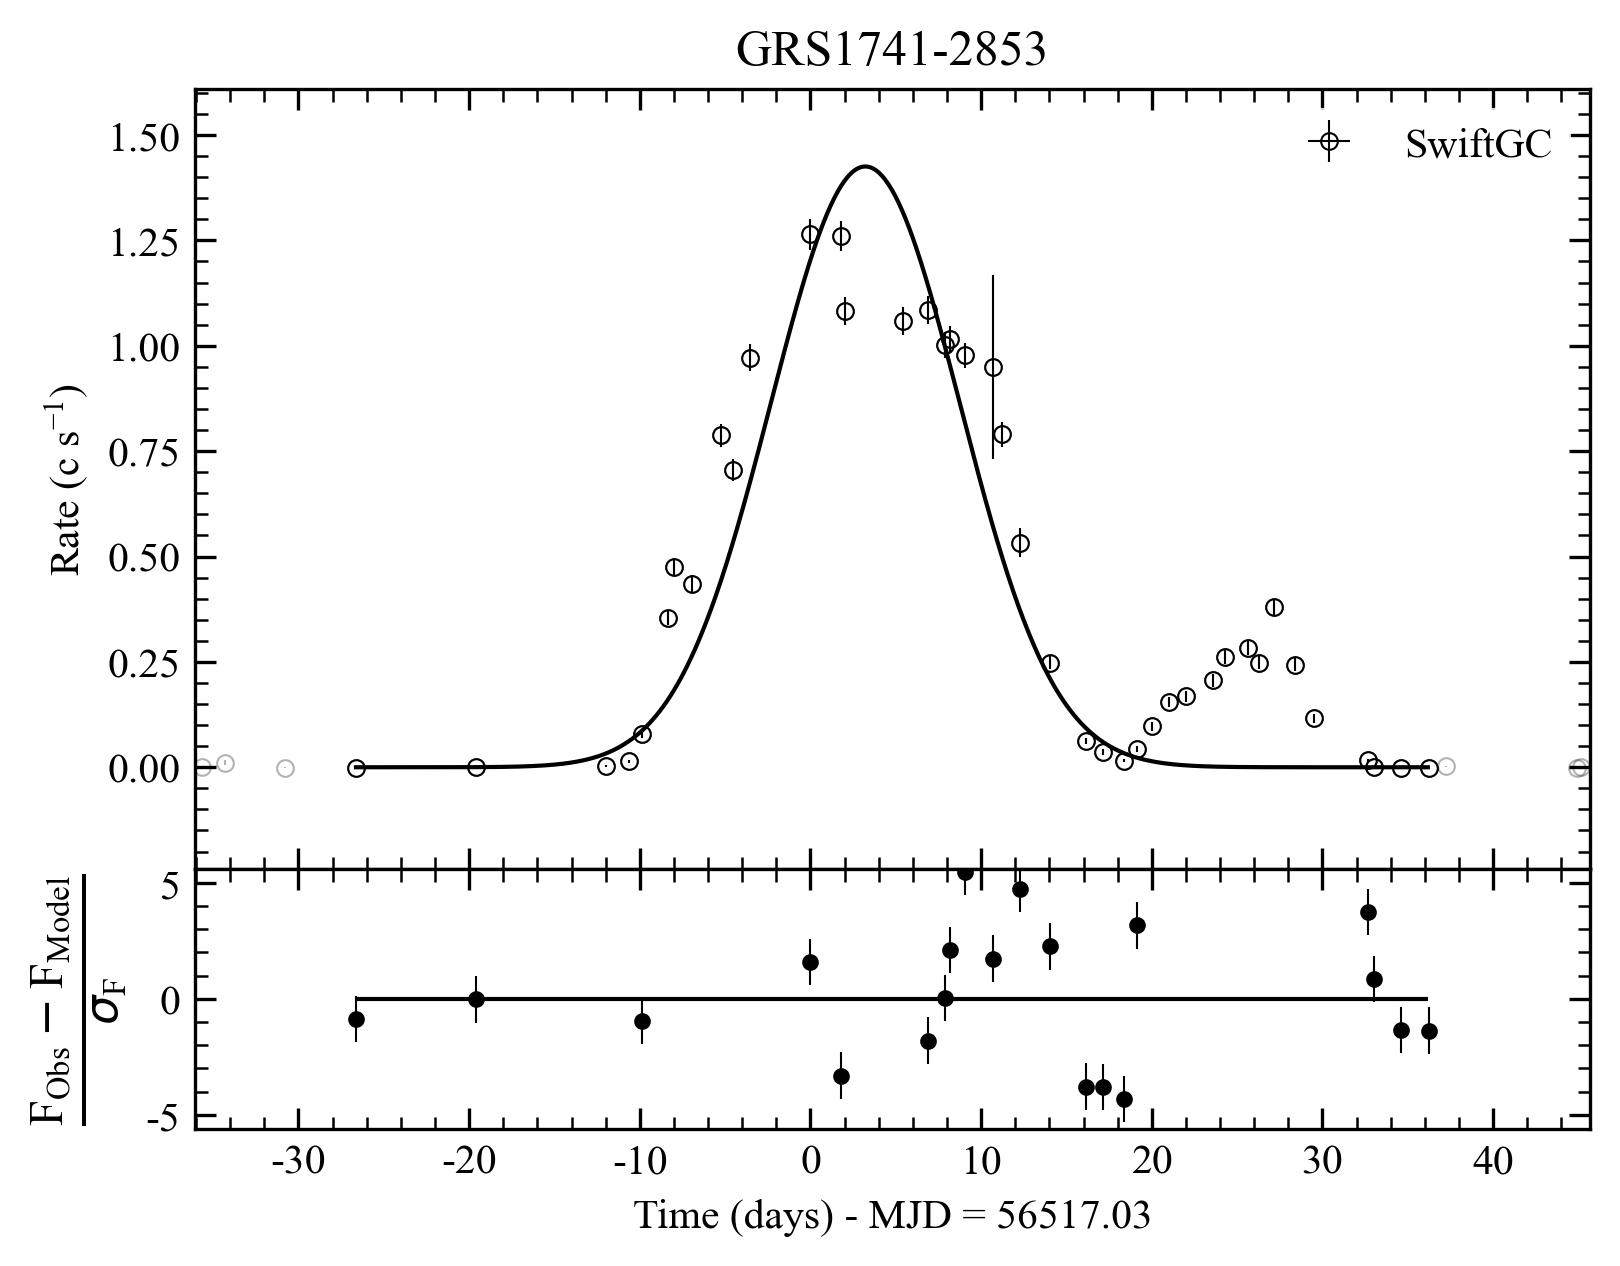 GRS1741-2853
SwiftGC
Rate (c s⁻¹)
1.50
1.25
1.00
0.75
0.50
0.25
0.00
F_Obs − F_Model
σ_F
5
0
-5
-30 -20 -10 0 10 20 30 40
Time (days) - MJD = 56517.03